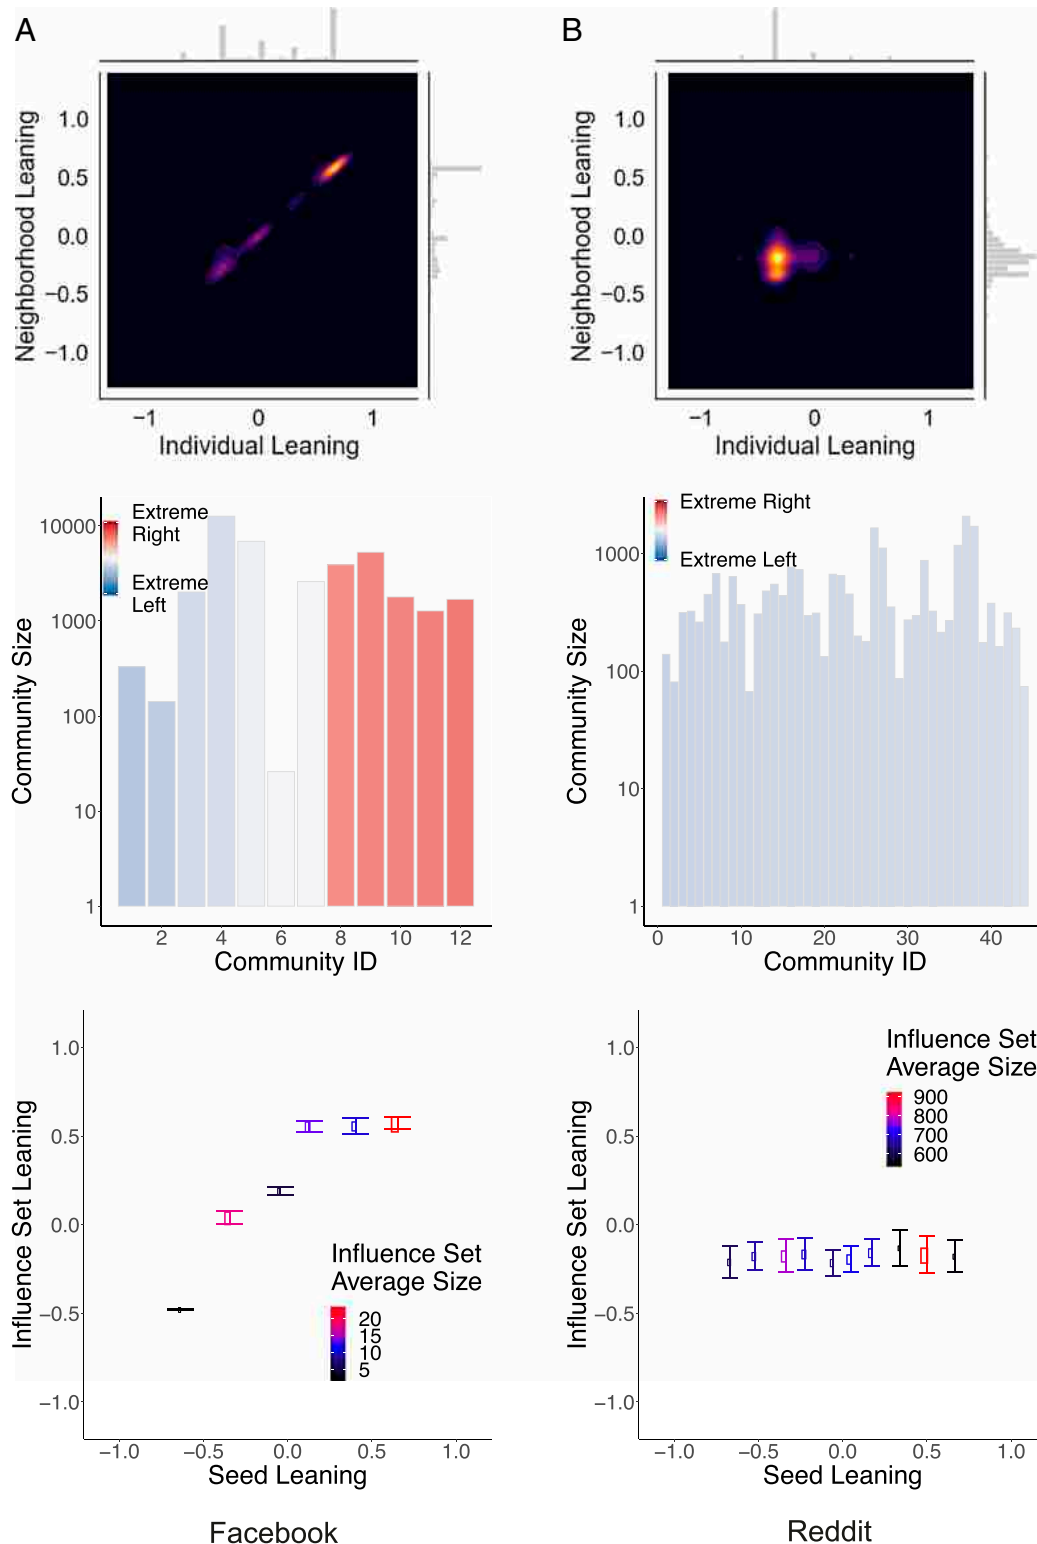 A
B
Neighborhood Leaning
1.0
0.5
0.0
−0.5
−1.0
−1
0
1
Individual Leaning
Neighborhood Leaning
1.0
0.5
0.0
−0.5
−1.0
−1
0
1
Individual Leaning
Community Size
10000
1000
100
10
1
Extreme
Right
Extreme
Left
2
4
6
8
10
12
Community ID
Community Size
1000
100
10
1
Extreme Right
Extreme Left
0
10
20
30
40
Community ID
Influence Set Leaning
1.0
0.5
0.0
−0.5
−1.0
Influence Set
Average Size
20
15
10
5
−1.0
−0.5
0.0
0.5
1.0
Seed Leaning
Facebook
Influence Set Leaning
1.0
0.5
0.0
−0.5
−1.0
Influence Set
Average Size
900
800
700
600
−1.0
−0.5
0.0
0.5
1.0
Seed Leaning
Reddit